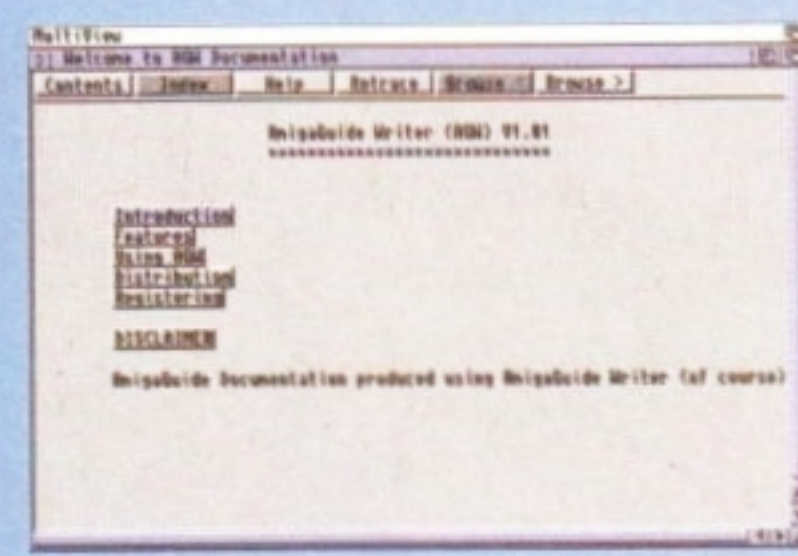 MultiView
Welcome to AGW Documentation
Contents Index Help Retrace Browse < Browse >
AmigaGuide Writer (AGW) V1.01
Introduction
Features
Using AGW
Distribution
Registering
DISCLAIMER
AmigaGuide Documentation produced using AmigaGuide Writer (of course)